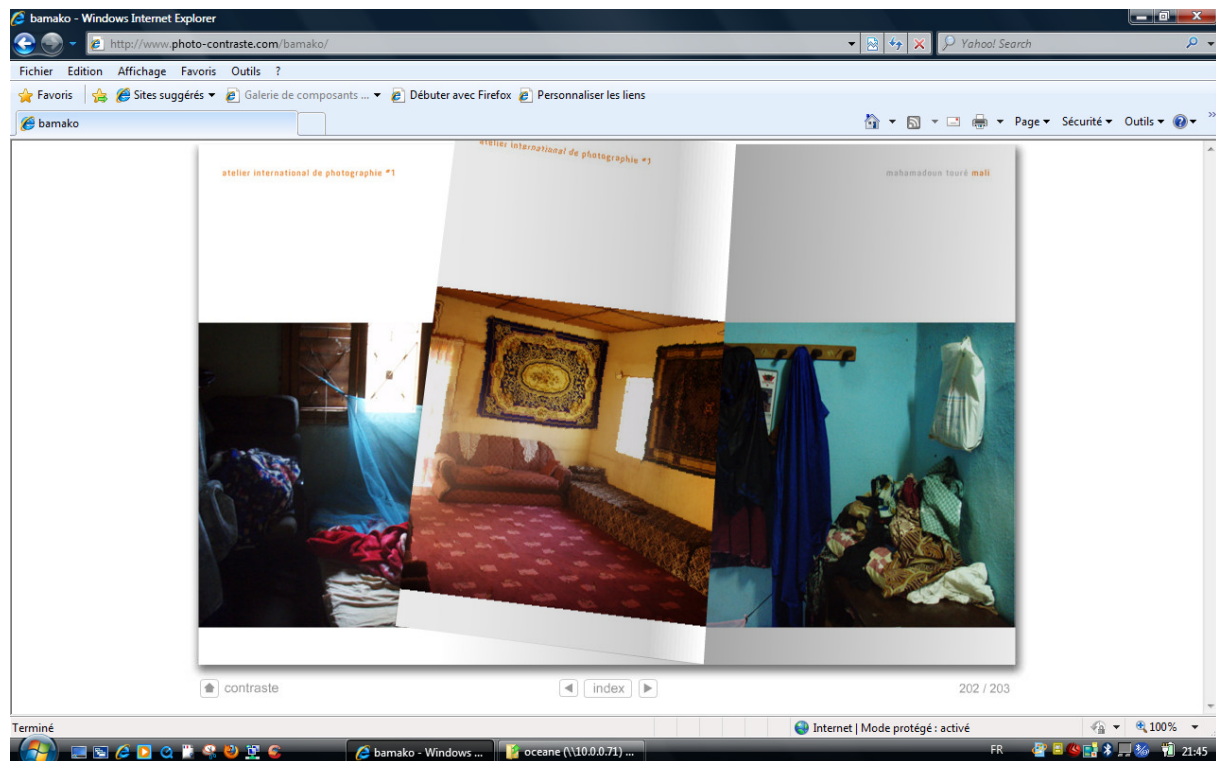 bamako - Windows Internet Explorer
http://www.photo-contraste.com/bamako/
Yahoo! Search
Fichier Edition Affichage Favoris Outils ?
Favoris Sites suggérés Galerie de composants ... Débuter avec Firefox Personnaliser les liens
bamako
Page Sécurité Outils
atelier international de photographie #1
atelier international de photographie #1
mahamadoun touré mali
contraste
index
202 / 203
Terminé
Internet | Mode protégé : activé
100%
bamako - Windows ...
oceane (\\10.0.0.71) ...
FR
21:45